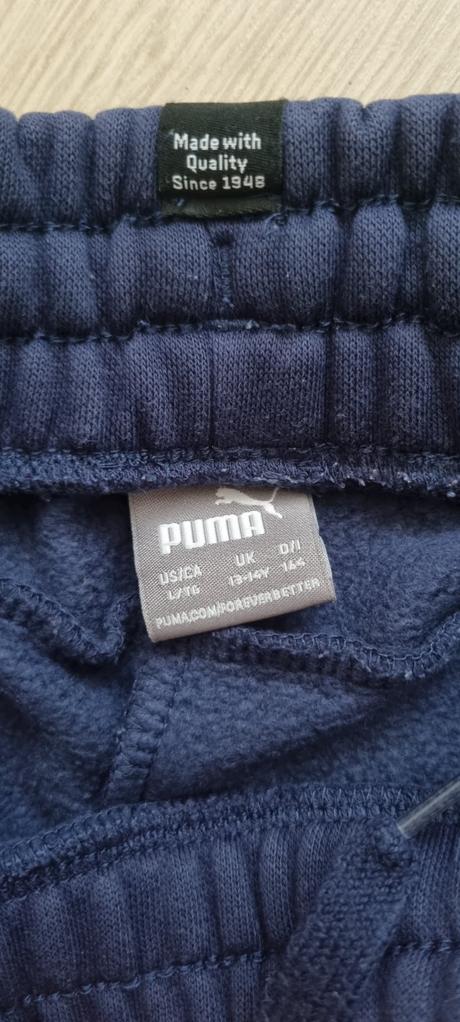 Made with
Quality
Since 1948
PUMA
US/CA UK D/I
L/TG 13-14Y 164
PUMA.COM/FOREVERBETTER